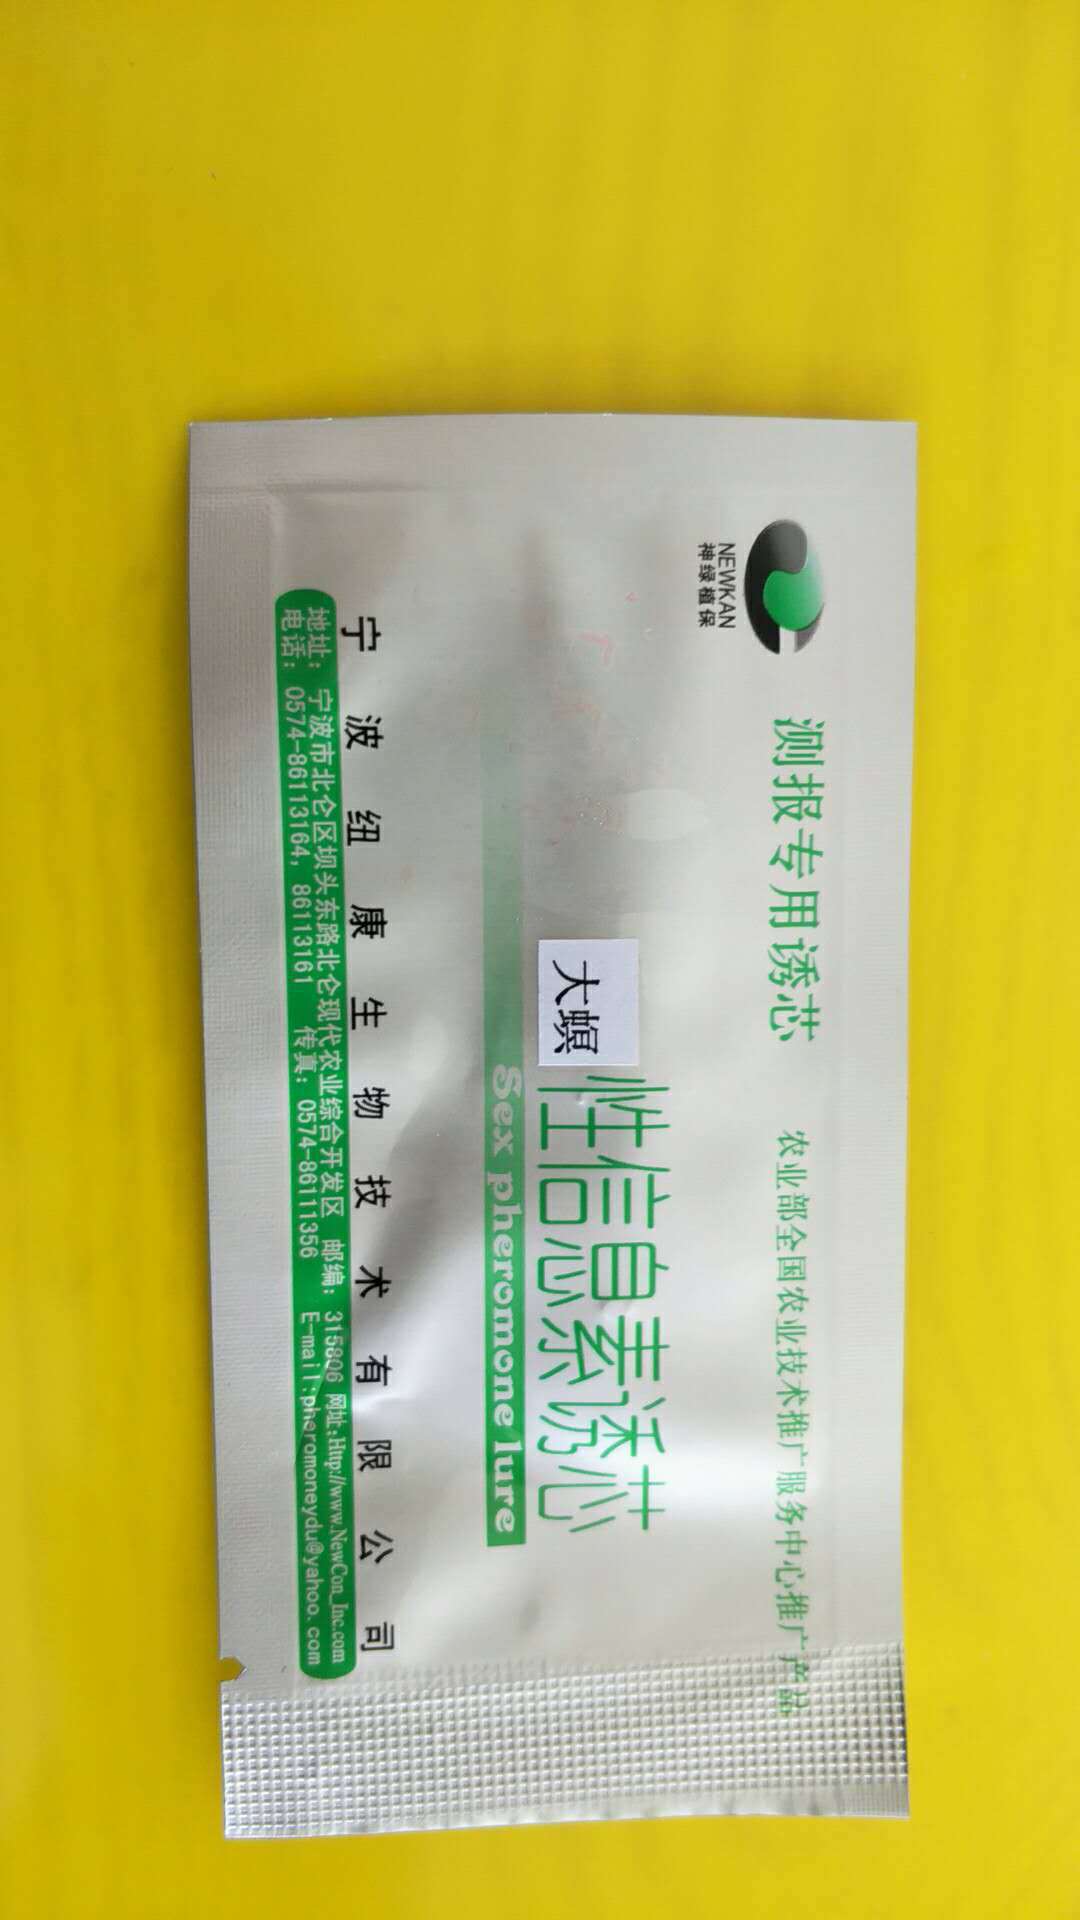 NEWKAN
神绿植保
测报专用诱芯
农业部全国农业技术推广服务中心推广产品
大螟
性信息素诱芯
Sex pheromone lure
宁波纽康生物技术有限公司
地址：宁波市北仑区坝头东路北仑现代农业综合开发区 邮编：315806 网址:Http://www.NewCon_Inc.com
电话：0574-86113164，86113161 传真：0574-86111356 E-mail:pheromoneydu@yahoo.com